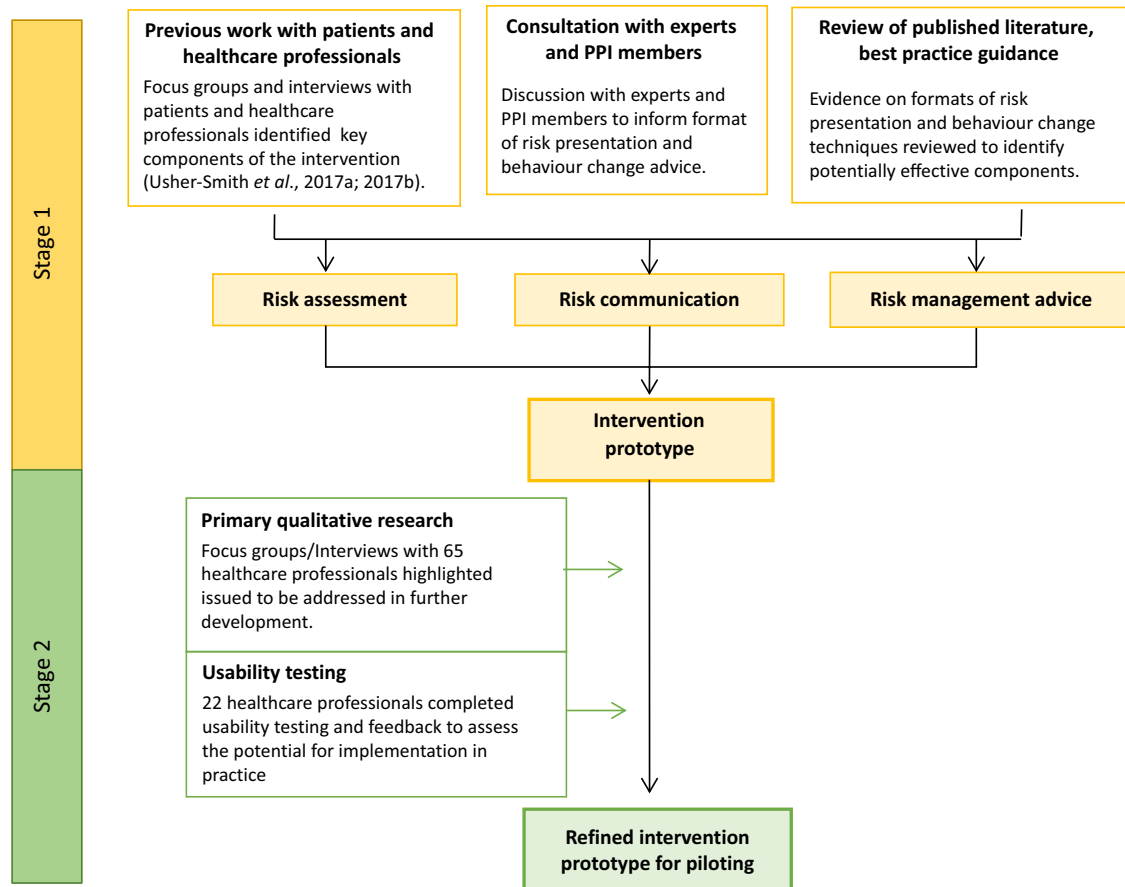 Stage 1
Previous work with patients and
healthcare professionals
Focus groups and interviews with
patients and healthcare
professionals identified key
components of the intervention
(Usher-Smith et al., 2017a; 2017b).
Consultation with experts
and PPI members
Discussion with experts and
PPI members to inform format
of risk presentation and
behaviour change advice.
Review of published literature,
best practice guidance
Evidence on formats of risk
presentation and behaviour change
techniques reviewed to identify
potentially effective components.
Risk assessment
Risk communication
Risk management advice
Intervention
prototype
Stage 2
Primary qualitative research
Focus groups/Interviews with 65
healthcare professionals highlighted
issued to be addressed in further
development.
Usability testing
22 healthcare professionals completed
usability testing and feedback to assess
the potential for implementation in
practice
Refined intervention
prototype for piloting